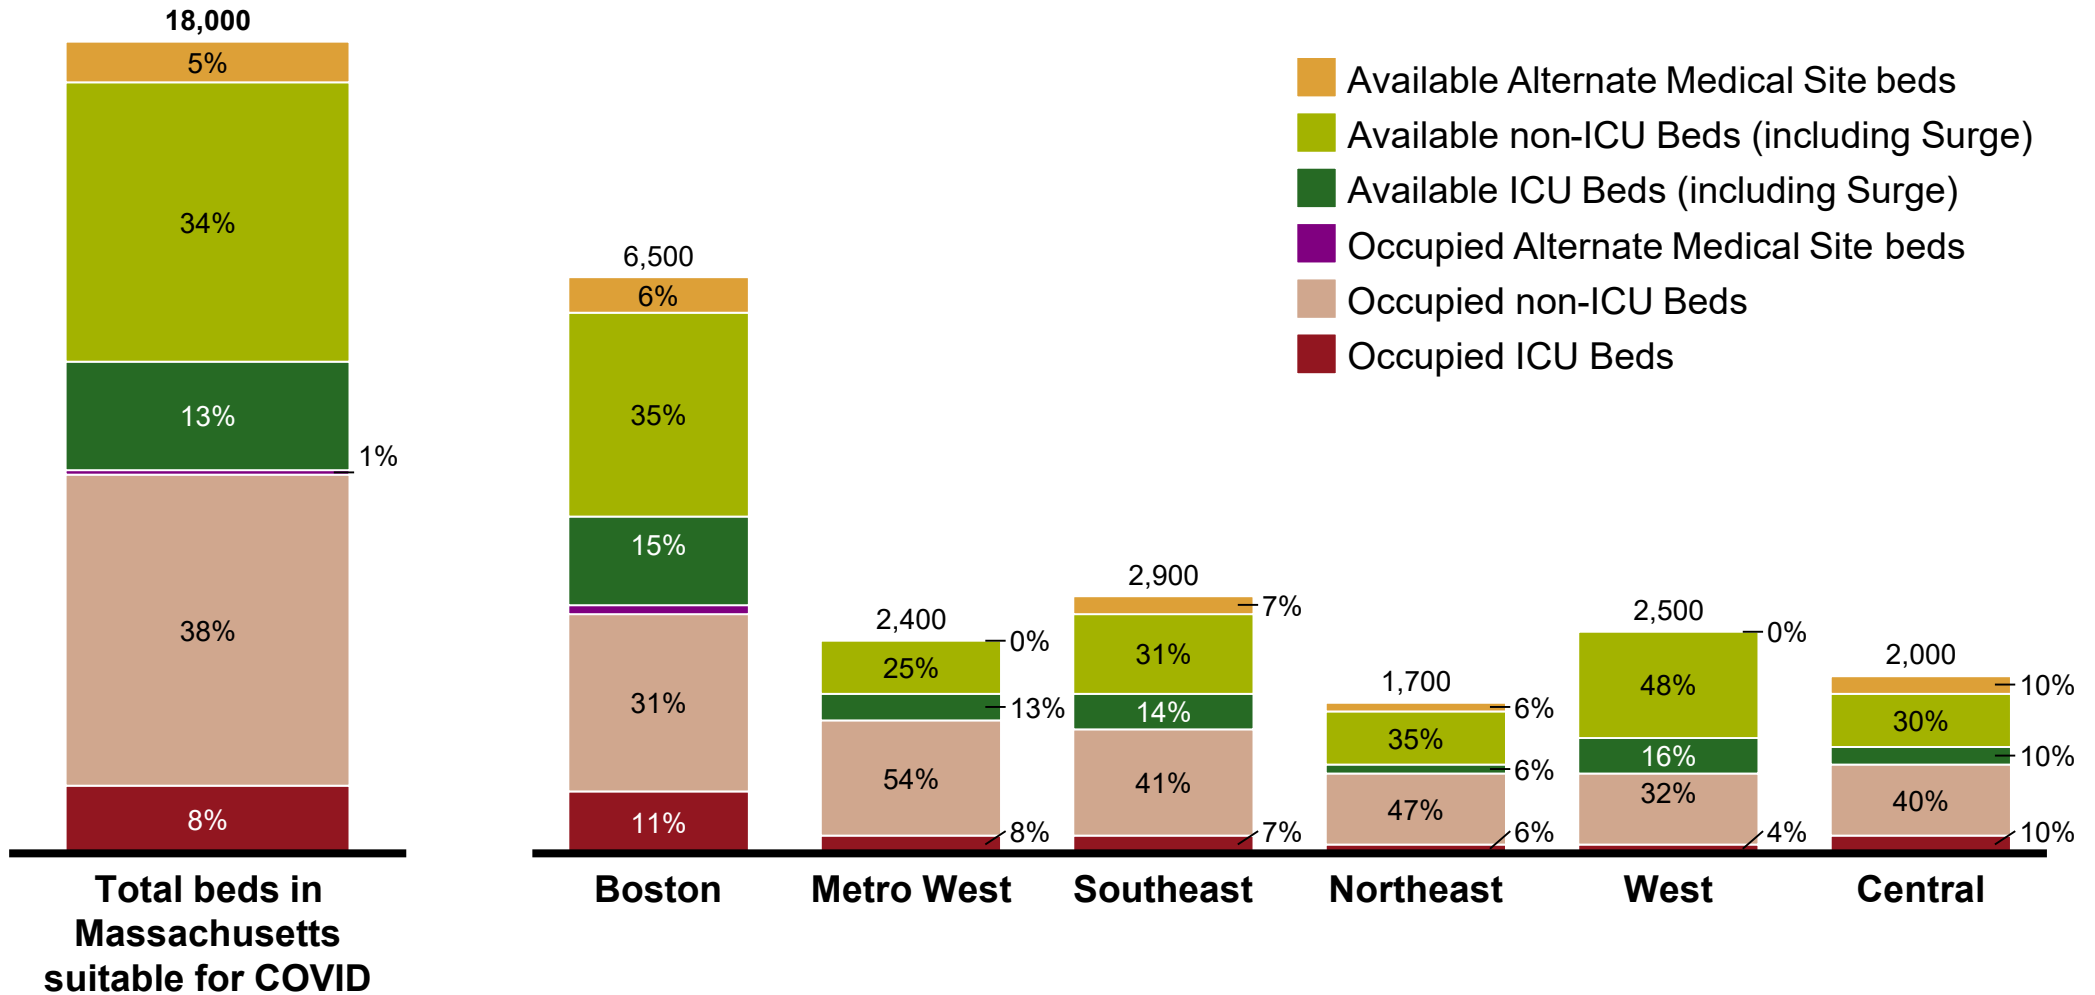 18,000
5%
34%
13%
1%
38%
8%
Total beds in
Massachusetts
suitable for COVID
6,500
6%
35%
15%
31%
11%
Boston
2,400
0%
25%
13%
54%
8%
Metro West
2,900
7%
31%
14%
41%
7%
Southeast
1,700
6%
35%
6%
47%
6%
Northeast
2,500
0%
48%
16%
32%
4%
West
2,000
10%
30%
10%
40%
10%
Central
Available Alternate Medical Site beds
Available non-ICU Beds (including Surge)
Available ICU Beds (including Surge)
Occupied Alternate Medical Site beds
Occupied non-ICU Beds
Occupied ICU Beds